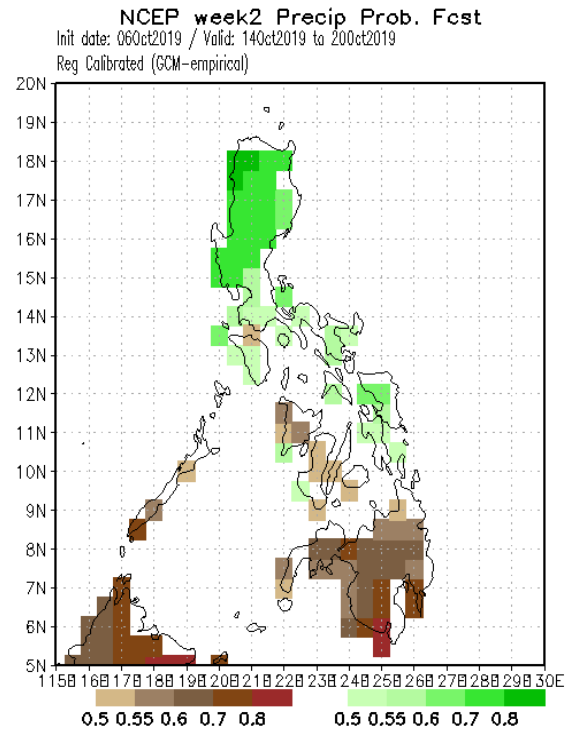 NCEP week2 Precip Prob. Fcst
Init date: 06Oct2019 / Valid: 14Oct2019 to 20Oct2019
Reg Calibrated (GCM-empirical)
20N
19N
18N
17N
16N
15N
14N
13N
12N
11N
10N
9N
8N
7N
6N
5N
115E 116E 117E 118E 119E 120E 121E 122E 123E 124E 125E 126E 127E 128E 129E 130E
0.5 0.55 0.6 0.7 0.8 0.5 0.55 0.6 0.7 0.8